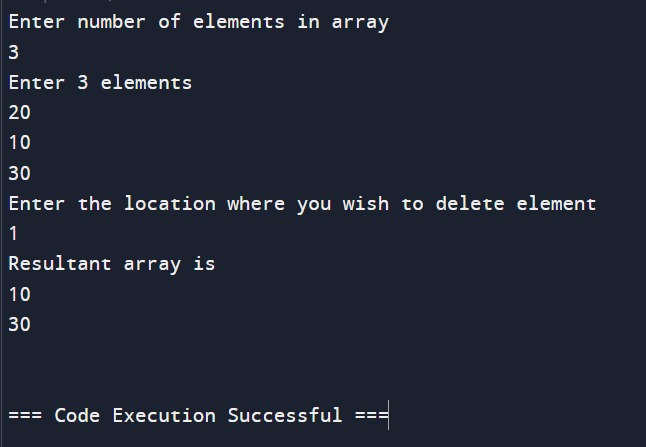 Enter number of elements in array
3
Enter 3 elements
20
10
30
Enter the location where you wish to delete element
1
Resultant array is
10
30
=== Code Execution Successful ===